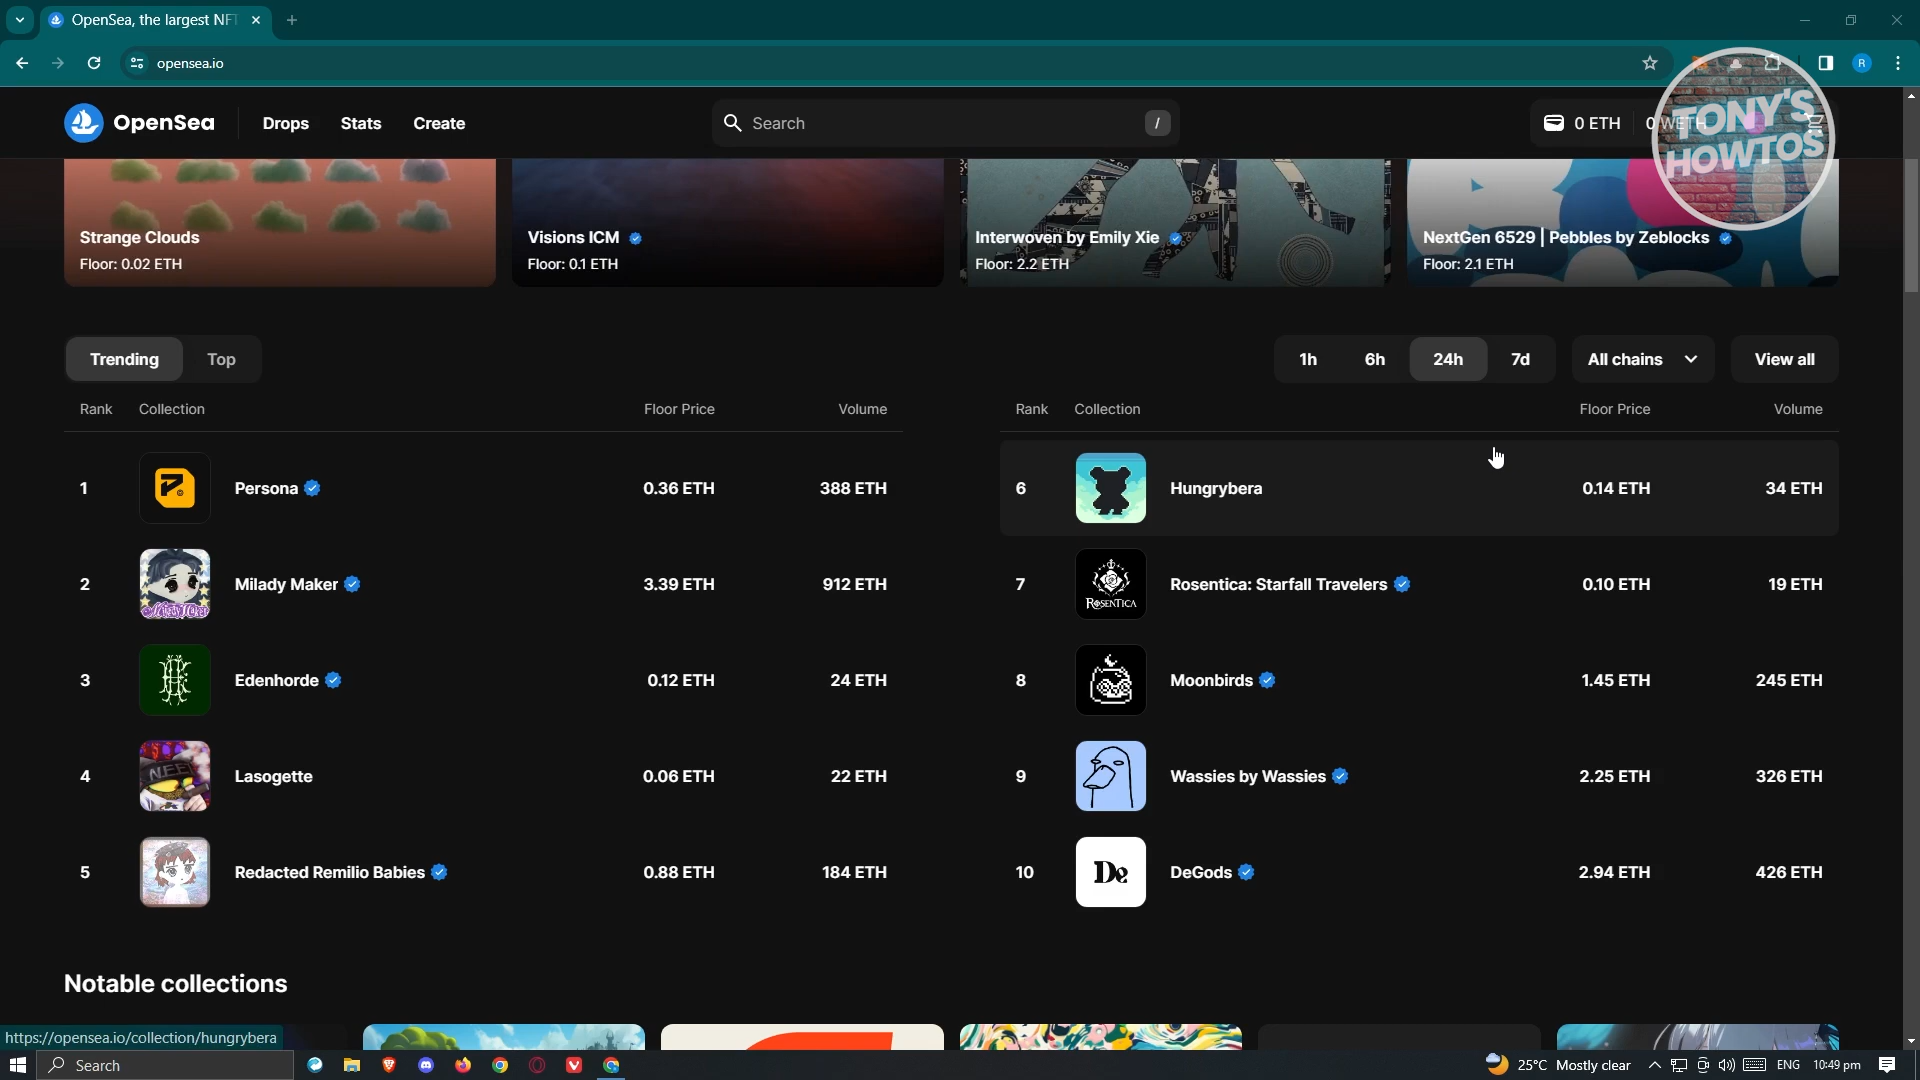 OpenSea, the largest NFT
opensea.io
R
OpenSea
Drops
Stats
Create
Search
/
0 ETH
0 WETH
TONY'S
HOWTOS
Strange Clouds
Floor: 0.02 ETH
Visions ICM
Floor: 0.1 ETH
Interwoven by Emily Xie
Floor: 2.2 ETH
NextGen 6529 | Pebbles by Zeblocks
Floor: 2.1 ETH
Trending
Top
1h
6h
24h
7d
All chains
View all
Rank Collection Floor Price Volume
1 Persona 0.36 ETH 388 ETH
2 Milady Maker 3.39 ETH 912 ETH
3 Edenhorde 0.12 ETH 24 ETH
4 Lasogette 0.06 ETH 22 ETH
5 Redacted Remilio Babies 0.88 ETH 184 ETH
Rank Collection Floor Price Volume
6 Hungrybera 0.14 ETH 34 ETH
7 ROSENTICA Rosentica: Starfall Travelers 0.10 ETH 19 ETH
8 Moonbirds 1.45 ETH 245 ETH
9 Wassies by Wassies 2.25 ETH 326 ETH
10 De DeGods 2.94 ETH 426 ETH
Notable collections
https://opensea.io/collection/hungrybera
Search
25°C Mostly clear
ENG
10:49 pm